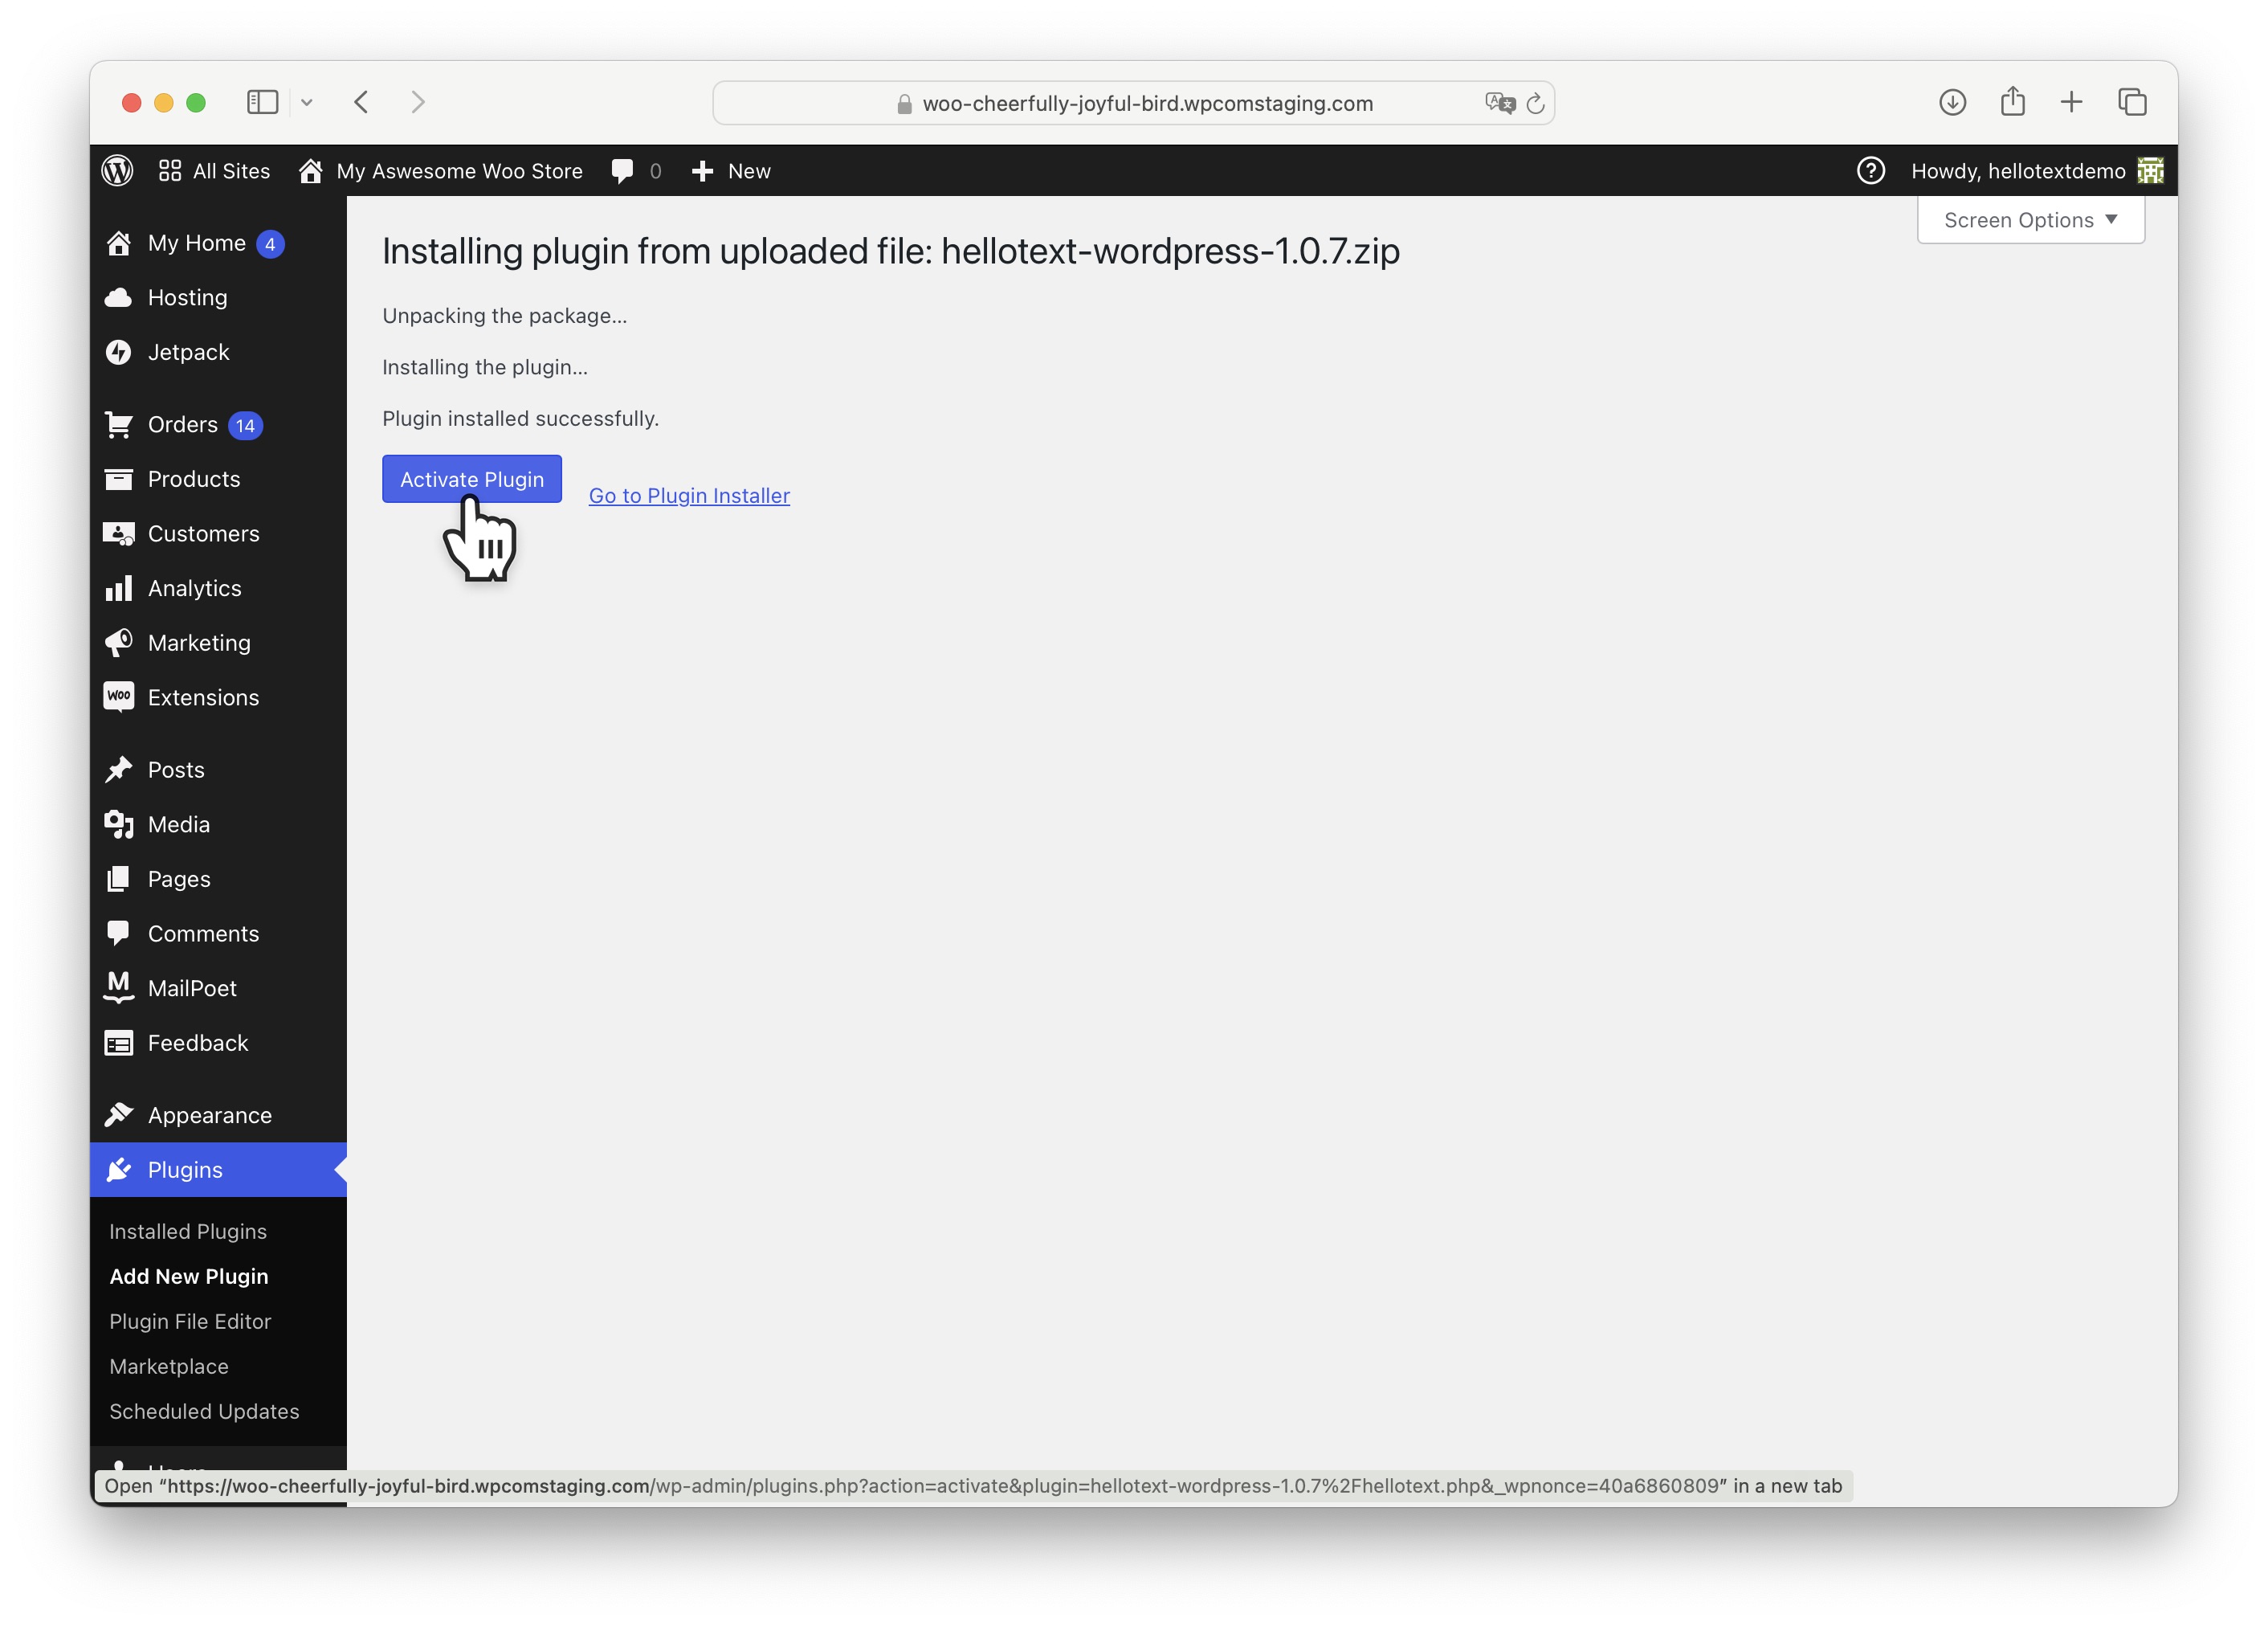 woo-cheerfully-joyful-bird.wpcomstaging.com
All Sites
My Aswesome Woo Store
0
New
Howdy, hellotextdemo
Screen Options
My Home 4
Hosting
Jetpack
Orders 14
Products
Customers
Analytics
Marketing
Woo
Extensions
Posts
Media
Pages
Comments
MailPoet
Feedback
Appearance
Plugins
Installed Plugins
Add New Plugin
Plugin File Editor
Marketplace
Scheduled Updates
Installing plugin from uploaded file: hellotext-wordpress-1.0.7.zip
Unpacking the package…
Installing the plugin…
Plugin installed successfully.
Activate Plugin
Go to Plugin Installer
Open “https://woo-cheerfully-joyful-bird.wpcomstaging.com/wp-admin/plugins.php?action=activate&plugin=hellotext-wordpress-1.0.7%2Fhellotext.php&_wpnonce=40a6860809” in a new tab